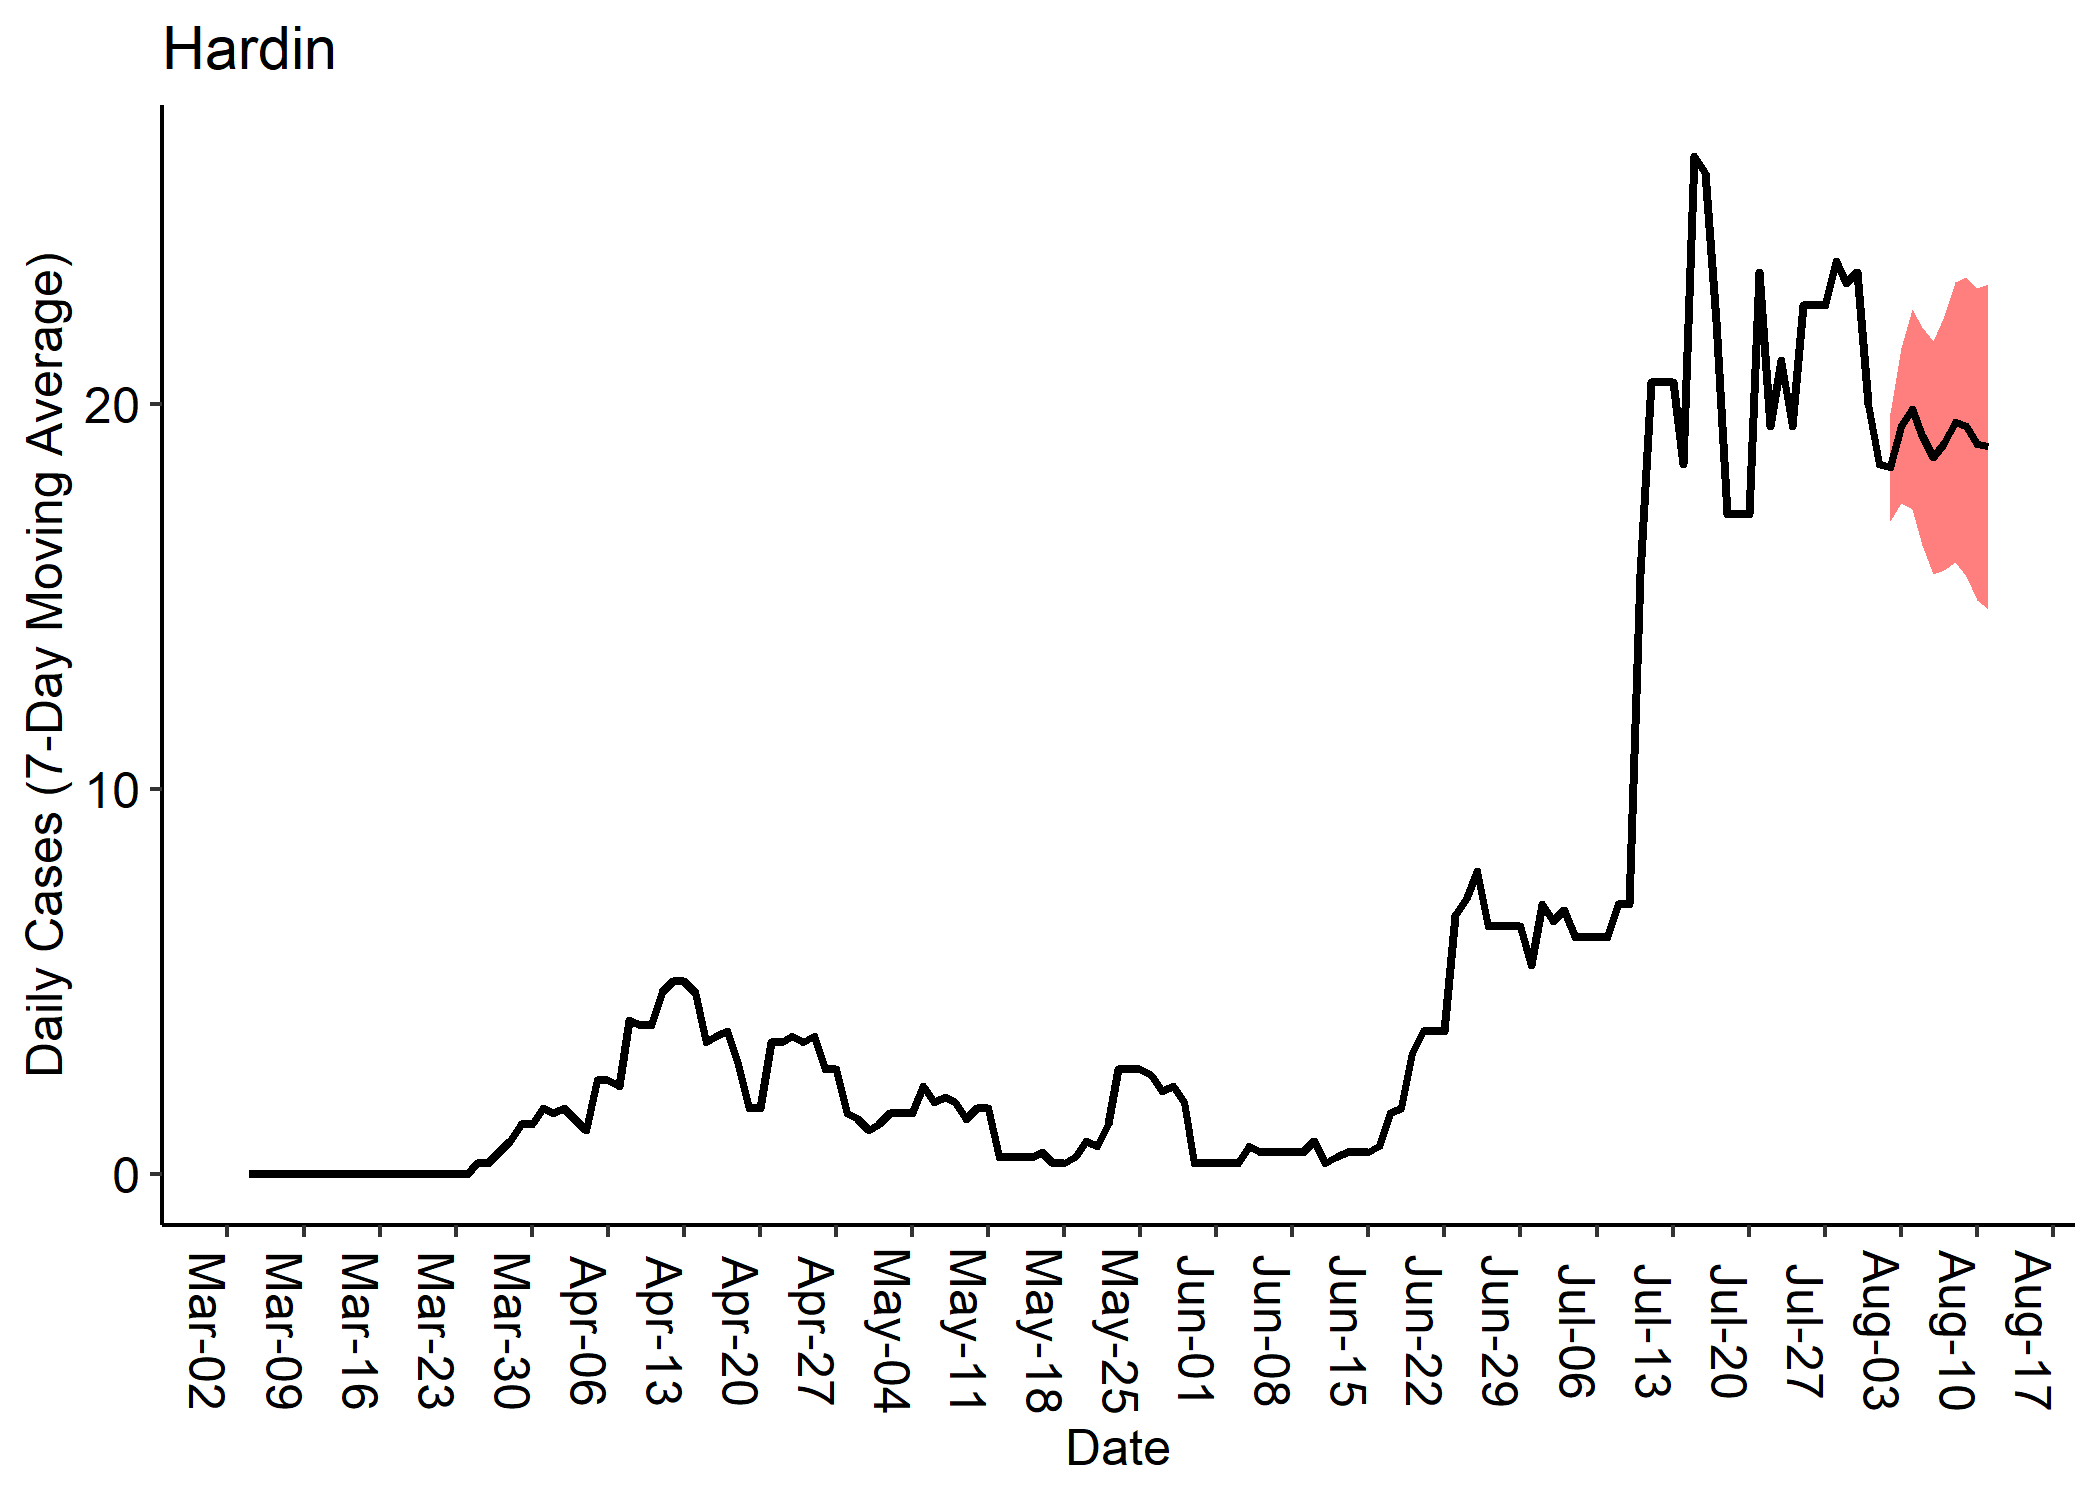 Hardin
Daily Cases (7-Day Moving Average)
20
10
0
Mar-02
Mar-09
Mar-16
Mar-23
Mar-30
Apr-06
Apr-13
Apr-20
Apr-27
May-04
May-11
May-18
May-25
Jun-01
Jun-08
Jun-15
Jun-22
Jun-29
Jul-06
Jul-13
Jul-20
Jul-27
Aug-03
Aug-10
Aug-17
Date